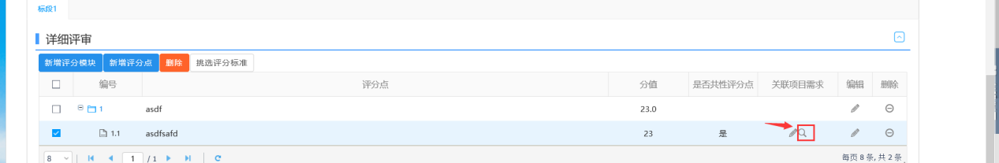 标段1
详细评审
新增评分模块 新增评分点 删除 挑选评分标准
编号 评分点 分值 是否共性评分点 关联项目需求 编辑 删除
1 asdf 23.0
1.1 asdfsafd 23 是
8 1 / 1 每页 8 条, 共 2 条